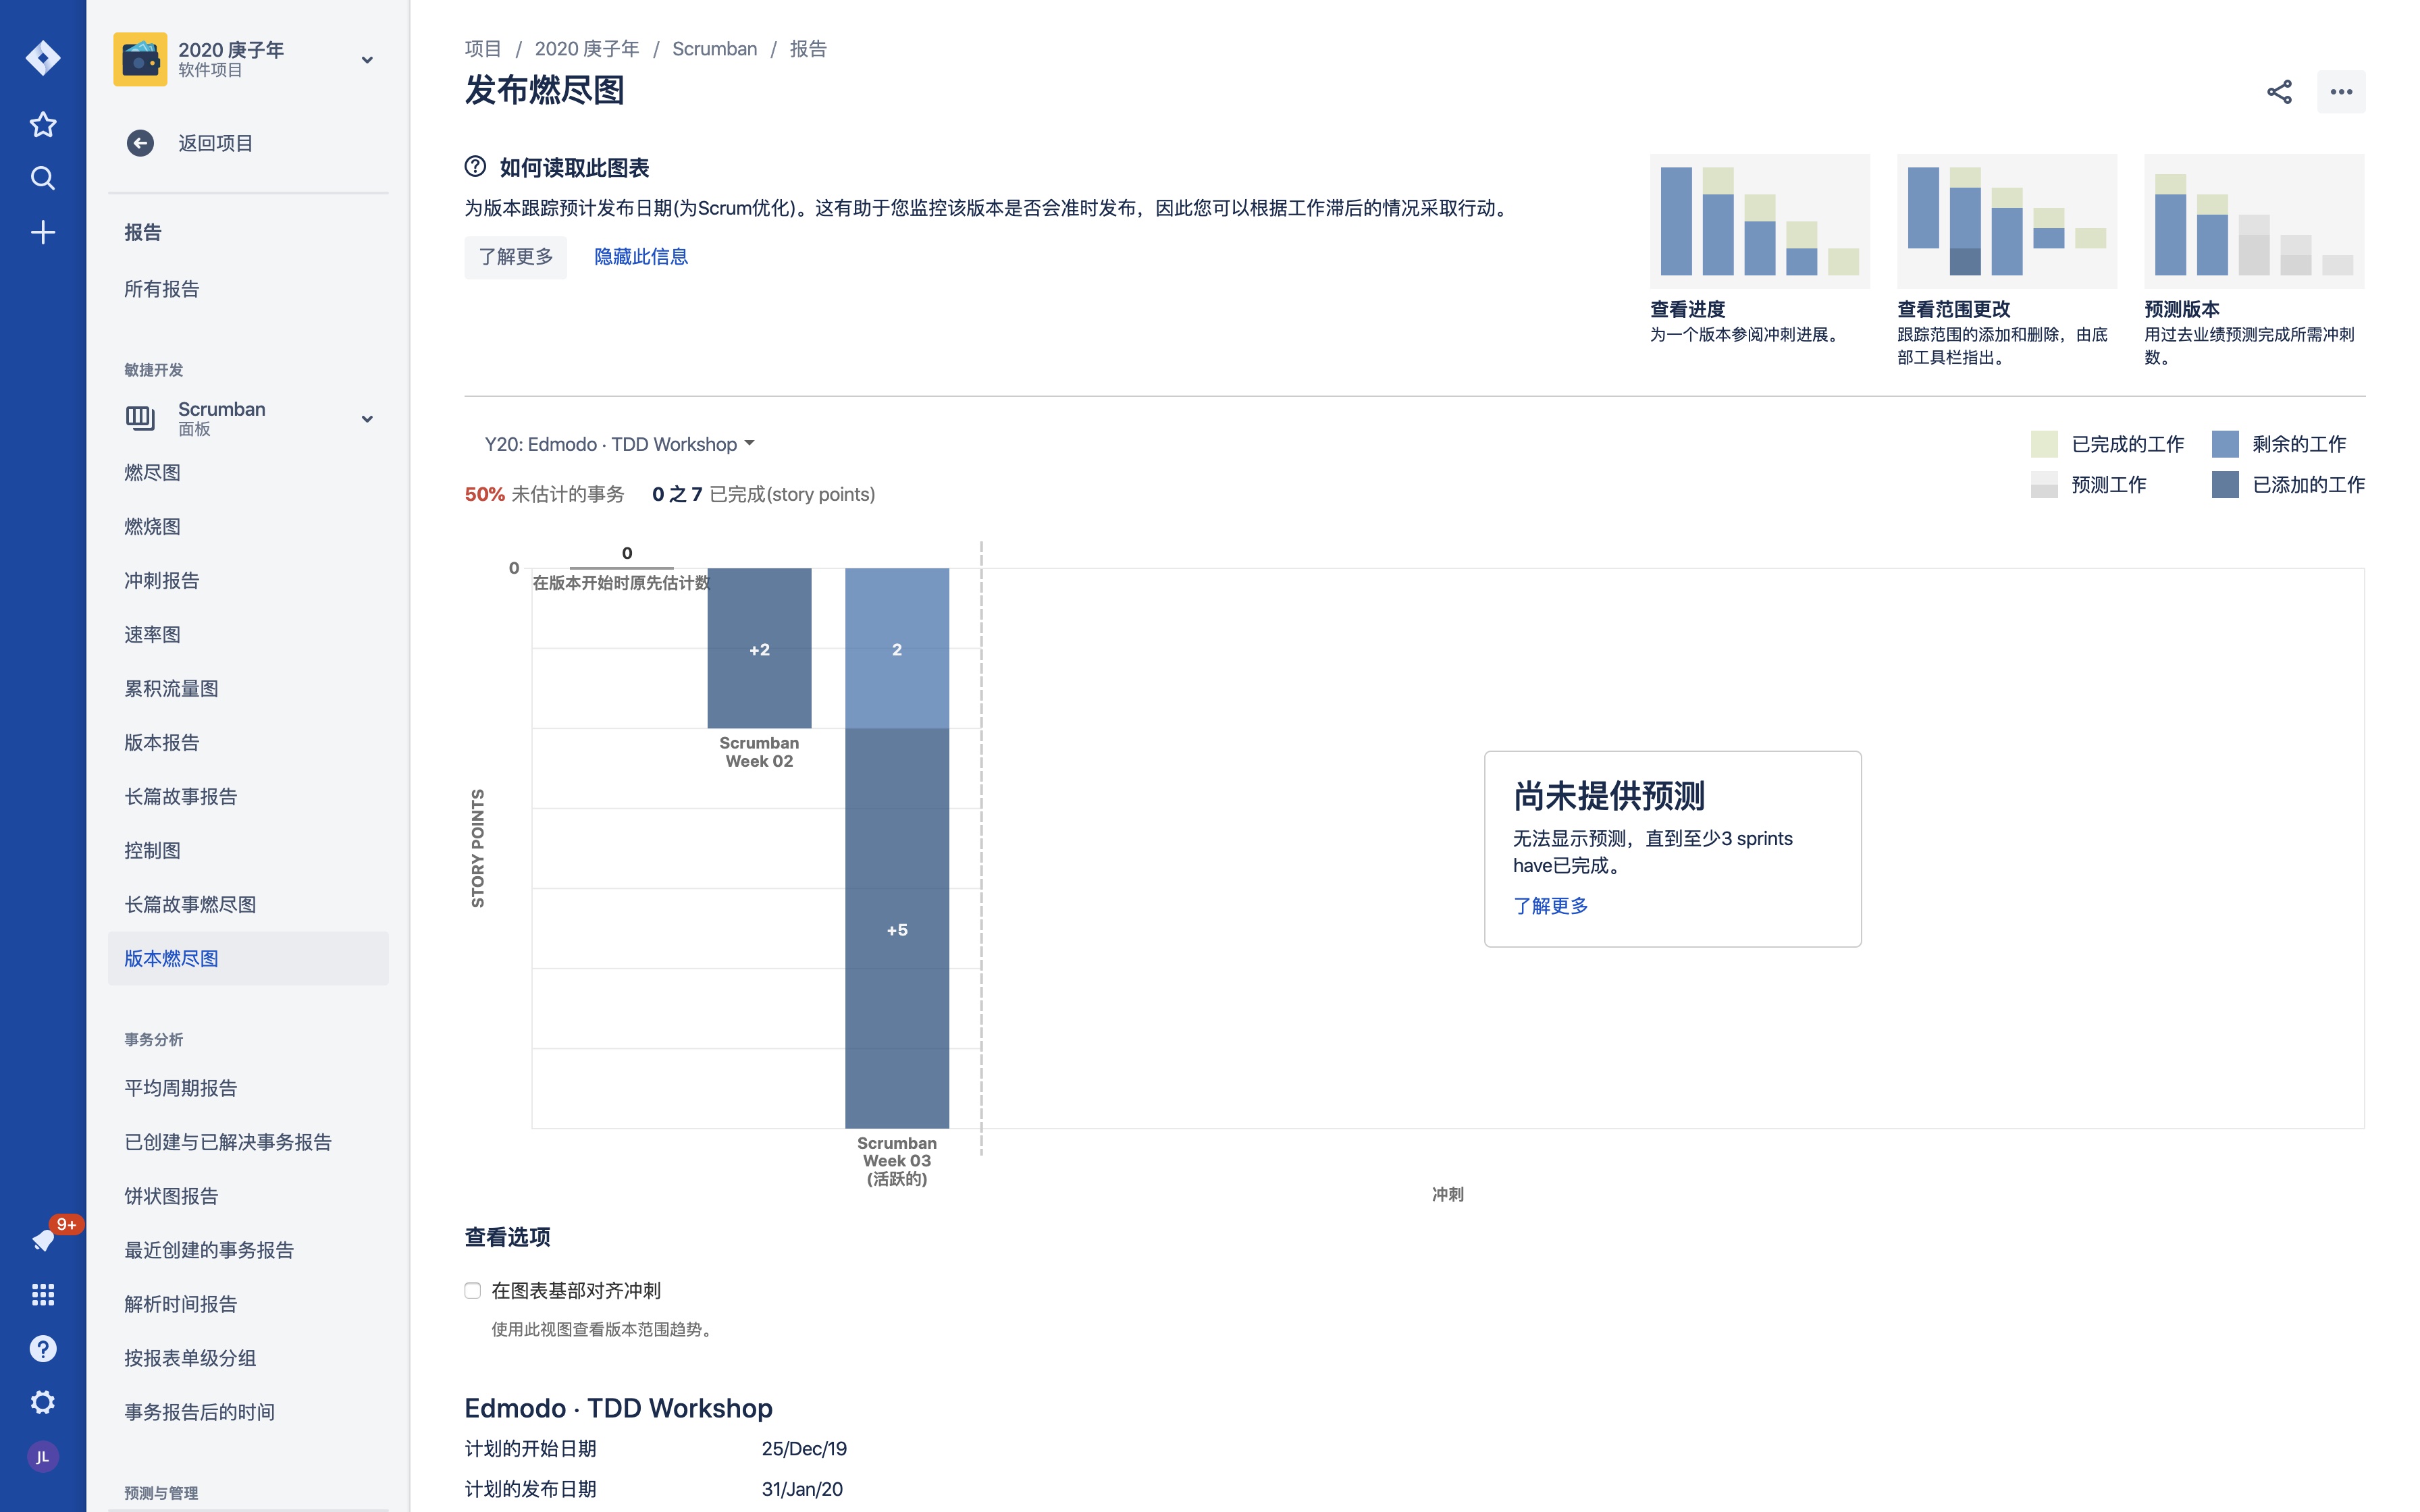 2020 庚子年
软件项目
返回项目
报告
所有报告
敏捷开发
Scrumban
面板
燃尽图
燃烧图
冲刺报告
速率图
累积流量图
版本报告
长篇故事报告
控制图
长篇故事燃尽图
版本燃尽图
事务分析
平均周期报告
已创建与已解决事务报告
饼状图报告
最近创建的事务报告
解析时间报告
按报表单级分组
事务报告后的时间
预测与管理
9+
JL
项目 / 2020 庚子年 / Scrumban / 报告
发布燃尽图
如何读取此图表
为版本跟踪预计发布日期(为Scrum优化)。这有助于您监控该版本是否会准时发布，因此您可以根据工作滞后的情况采取行动。
了解更多 隐藏此信息
查看进度
为一个版本参阅冲刺进展。
查看范围更改
跟踪范围的添加和删除，由底
部工具栏指出。
预测版本
用过去业绩预测完成所需冲刺
数。
Y20: Edmodo · TDD Workshop
50% 未估计的事务 0 之 7 已完成(story points)
已完成的工作 剩余的工作
预测工作 已添加的工作
0
0
在版本开始时原先估计数
+2
2
Scrumban
Week 02
+5
STORY POINTS
Scrumban
Week 03
(活跃的)
尚未提供预测
无法显示预测，直到至少3 sprints
have已完成。
了解更多
冲刺
查看选项
在图表基部对齐冲刺
使用此视图查看版本范围趋势。
Edmodo · TDD Workshop
计划的开始日期 25/Dec/19
计划的发布日期 31/Jan/20